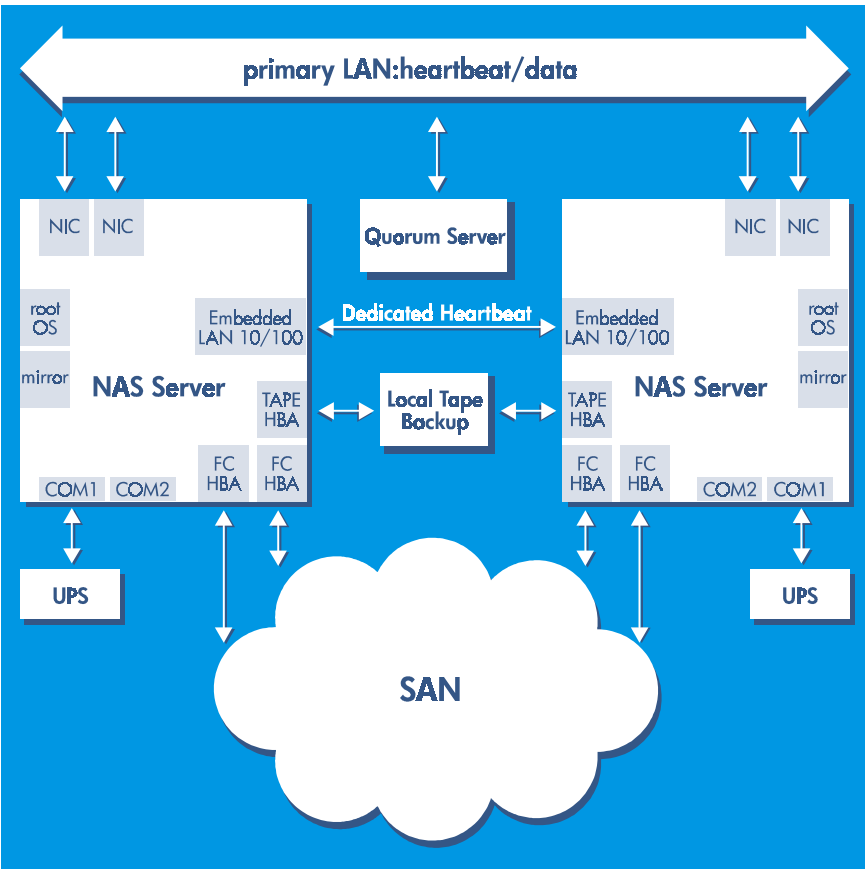 primary LAN:heartbeat/data
NIC
NIC
root
OS
mirror
NAS Server
Embedded
LAN 10/100
TAPE
HBA
FC
HBA
FC
HBA
COM1
COM2
UPS
Quorum Server
Dedicated Heartbeat
Local Tape
Backup
NIC
NIC
Embedded
LAN 10/100
root
OS
mirror
NAS Server
TAPE
HBA
FC
HBA
FC
HBA
COM2
COM1
UPS
SAN